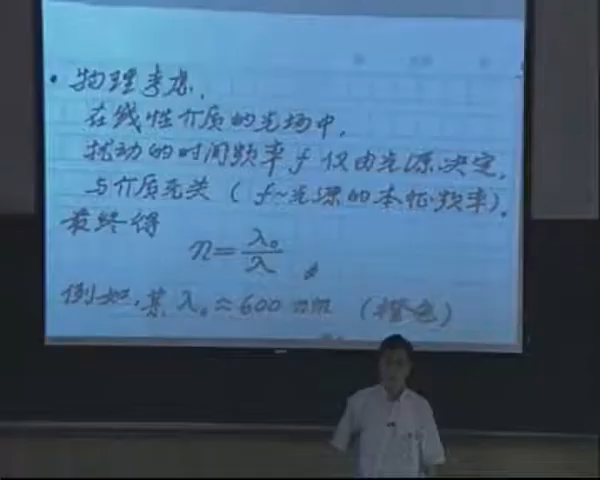 • 物理考虑,
在线性介质的光场中,
扰动的时间频率 f 仅由光源决定,
与介质无关 ( f~光源的本征频率).
最终得
n = λ₀/λ
例如, 某 λ₀ ≈ 600 nm (橙色)